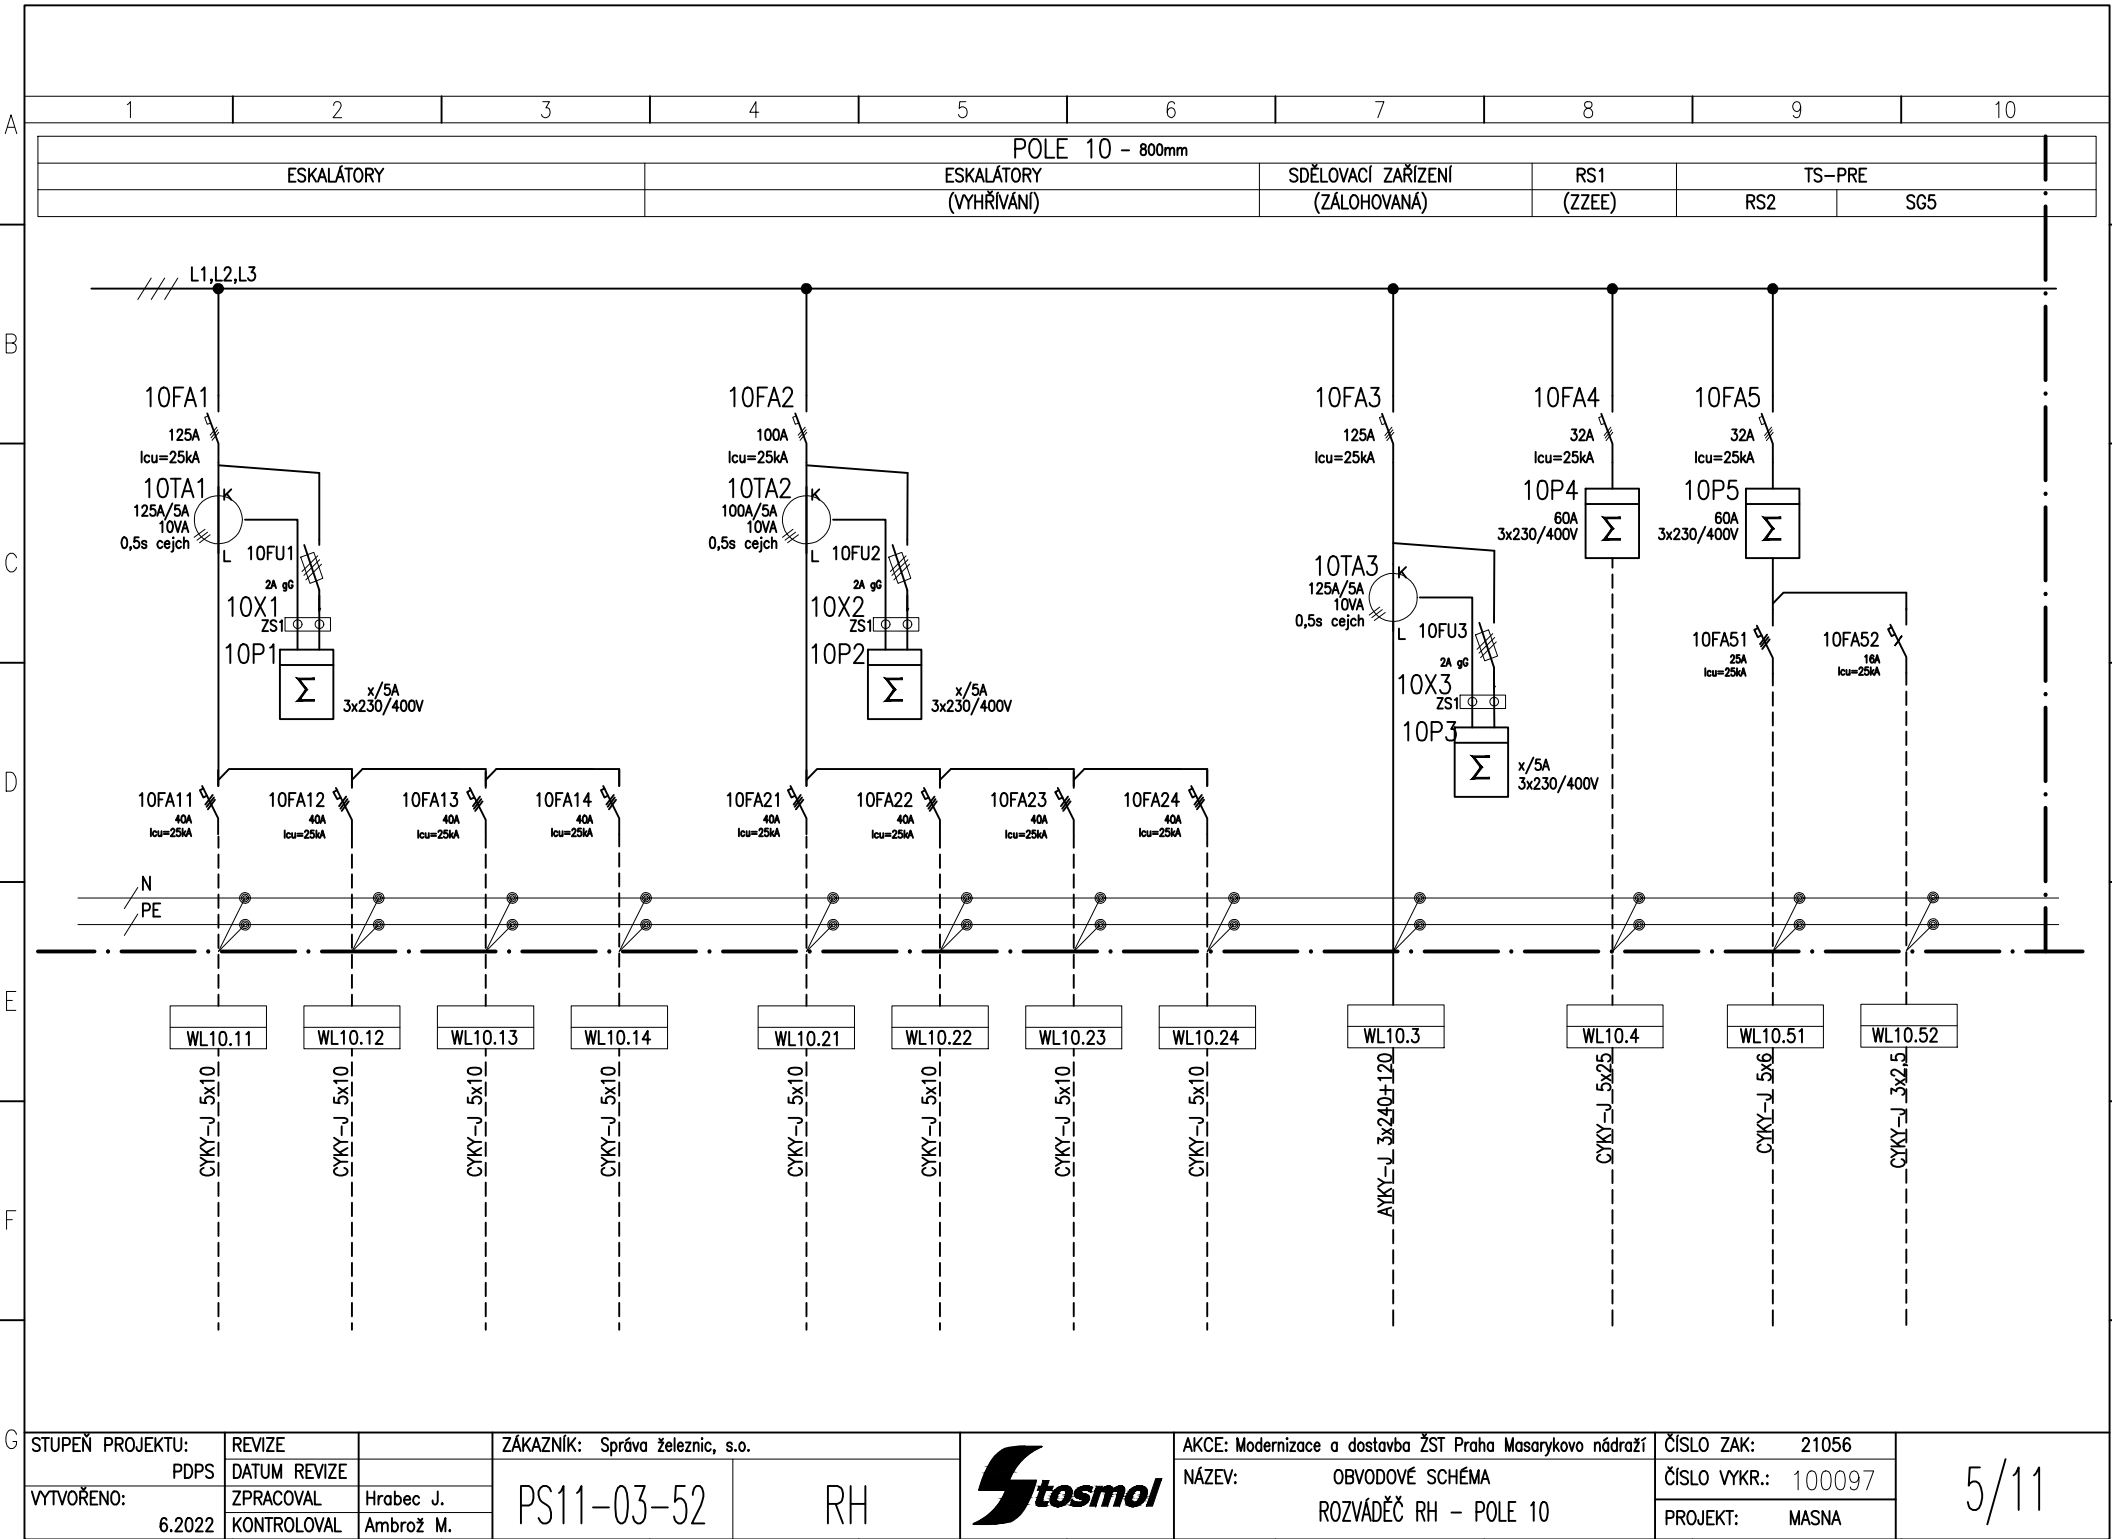 1 2 3 4 5 6 7 8 9 10
A
POLE 10 - 800mm
ESKALÁTORY ESKALÁTORY SDĚLOVACÍ ZAŘÍZENÍ RS1 TS-PRE
(VYHŘÍVÁNÍ) (ZÁLOHOVANÁ) (ZZEE) RS2 SG5
L1,L2,L3
B
10FA1 10FA2 10FA3 10FA4 10FA5
125A 100A 125A 32A 32A
Icu=25kA Icu=25kA Icu=25kA Icu=25kA Icu=25kA
10TA1 K 10TA2 K 10P4 10P5
125A/5A 100A/5A 60A 60A
10VA 10VA 3x230/400V Σ 3x230/400V Σ
0,5s cejch 0,5s cejch
L 10FU1 L 10FU2
C
2A gG 2A gG
10TA3 K
125A/5A
10VA
0,5s cejch
L 10FU3
2A gG
10X1 10X2
ZS1 ZS1
10P1 10P2
Σ Σ
x/5A x/5A
3x230/400V 3x230/400V
10FA51 10FA52
25A 16A
Icu=25kA Icu=25kA
10X3
ZS1
10P3
Σ
x/5A
3x230/400V
D
10FA11 10FA12 10FA13 10FA14 10FA21 10FA22 10FA23 10FA24
40A 40A 40A 40A 40A 40A 40A 40A
Icu=25kA Icu=25kA Icu=25kA Icu=25kA Icu=25kA Icu=25kA Icu=25kA Icu=25kA
N
PE
E
WL10.11 WL10.12 WL10.13 WL10.14 WL10.21 WL10.22 WL10.23 WL10.24 WL10.3 WL10.4 WL10.51 WL10.52
CYKY-J 5x10
CYKY-J 5x10
CYKY-J 5x10
CYKY-J 5x10
CYKY-J 5x10
CYKY-J 5x10
CYKY-J 5x10
CYKY-J 5x10
AYKY-J 3x240+120
CYKY-J 5x25
CYKY-J 5x6
CYKY-J 3x2,5
F
G
STUPEŇ PROJEKTU:
PDPS
VYTVOŘENO:
6.2022
REVIZE
DATUM REVIZE
ZPRACOVAL Hrabec J.
KONTROLOVAL Ambrož M.
ZÁKAZNÍK: Správa železnic, s.o.
PS11-03-52 RH
Stosmol
AKCE: Modernizace a dostavba ŽST Praha Masarykovo nádraží
NÁZEV: OBVODOVÉ SCHÉMA
ROZVÁDĚČ RH - POLE 10
ČÍSLO ZAK: 21056
ČÍSLO VYKR.: 100097
PROJEKT: MASNA
5/11